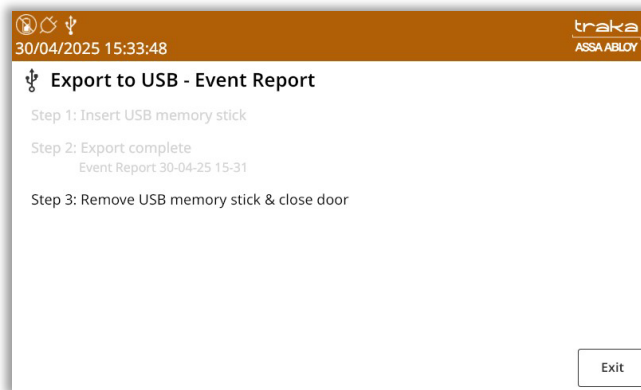 traka
30/04/2025 15:33:48
ASSA ABLOY
Export to USB - Event Report
Step 1: Insert USB memory stick
Step 2: Export complete
Event Report 30-04-25 15-31
Step 3: Remove USB memory stick & close door
Exit